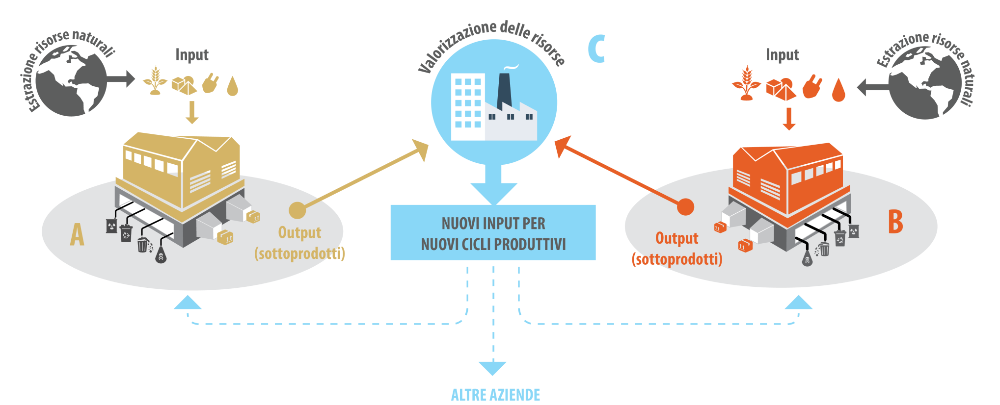 Estrazione risorse naturali
Input
A
Output
(sottoprodotti)
Valorizzazione delle risorse
C
NUOVI INPUT PER
NUOVI CICLI PRODUTTIVI
ALTRE AZIENDE
Input
Estrazione risorse naturali
B
Output
(sottoprodotti)